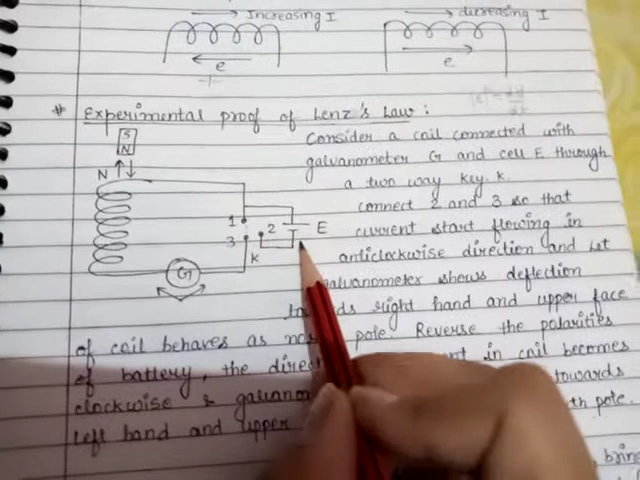 Increasing I
decreasing I
e
e
# Experimental proof of Lenz's Law :
S
N
N
1
2
3
E
K
G
Consider a coil connected with
galvanometer G and cell E through
a two way key. K
connect 2 and 3 so that
current start flowing in
anticlockwise direction and let
galvanometer shows deflection
right hand and upper face
of coil behaves as pole. Reverse the polarities
of battery, the in coil becomes
clockwise & towards
pole.
left hand and upper